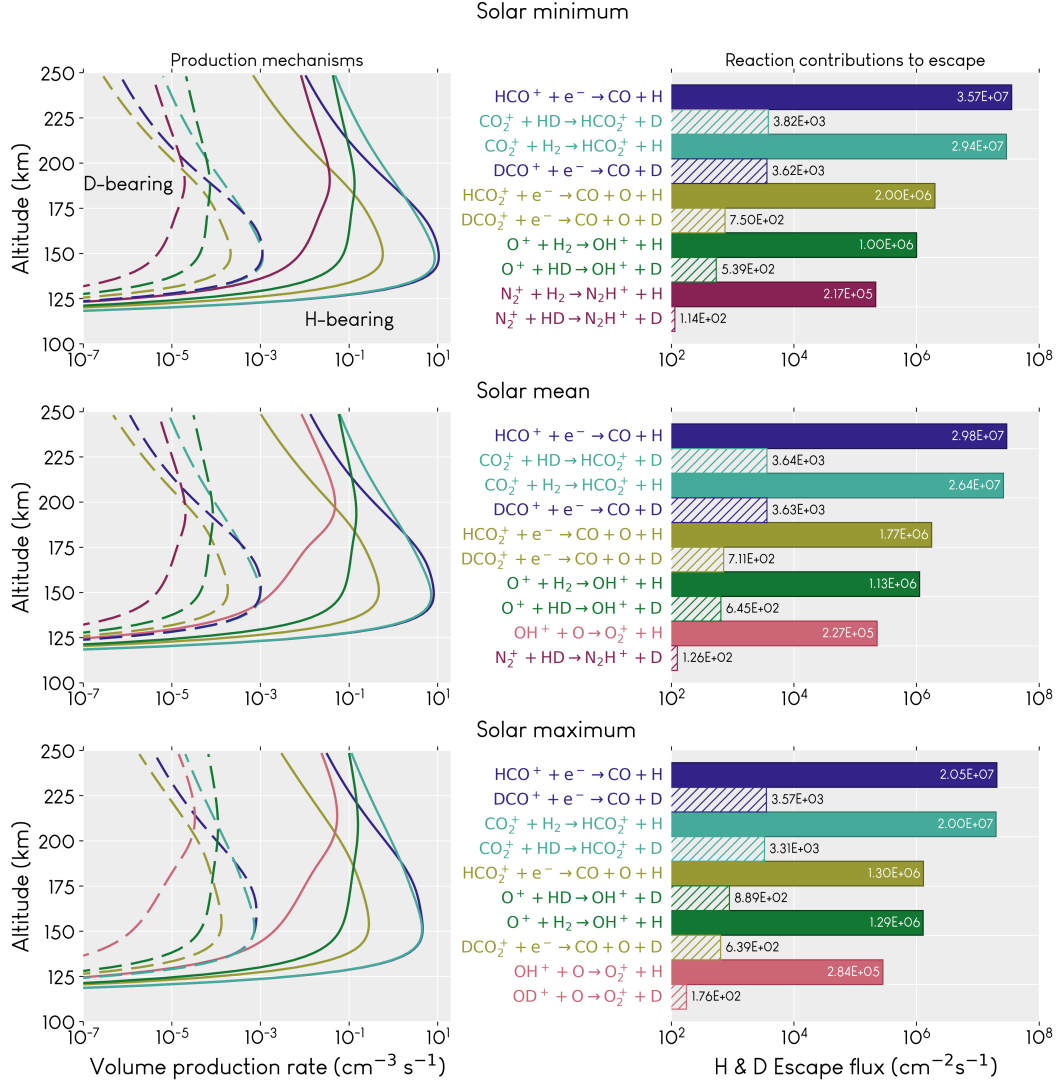 Solar minimum
Production mechanisms
Reaction contributions to escape
250
225
200
175
150
125
100
Altitude (km)
D-bearing
H-bearing
10⁻⁷ 10⁻⁵ 10⁻³ 10⁻¹ 10¹
HCO⁺ + e⁻ → CO + H 3.57E+07
CO₂⁺ + HD → HCO₂⁺ + D 3.82E+03
CO₂⁺ + H₂ → HCO₂⁺ + H 2.94E+07
DCO⁺ + e⁻ → CO + D 3.62E+03
HCO₂⁺ + e⁻ → CO + O + H 2.00E+06
DCO₂⁺ + e⁻ → CO + O + D 7.50E+02
O⁺ + H₂ → OH⁺ + H 1.00E+06
O⁺ + HD → OH⁺ + D 5.39E+02
N₂⁺ + H₂ → N₂H⁺ + H 2.17E+05
N₂⁺ + HD → N₂H⁺ + D 1.14E+02
10² 10⁴ 10⁶ 10⁸
Solar mean
250
225
200
175
150
125
100
Altitude (km)
10⁻⁷ 10⁻⁵ 10⁻³ 10⁻¹ 10¹
HCO⁺ + e⁻ → CO + H 2.98E+07
CO₂⁺ + HD → HCO₂⁺ + D 3.64E+03
CO₂⁺ + H₂ → HCO₂⁺ + H 2.64E+07
DCO⁺ + e⁻ → CO + D 3.63E+03
HCO₂⁺ + e⁻ → CO + O + H 1.77E+06
DCO₂⁺ + e⁻ → CO + O + D 7.11E+02
O⁺ + H₂ → OH⁺ + H 1.13E+06
O⁺ + HD → OH⁺ + D 6.45E+02
OH⁺ + O → O₂⁺ + H 2.27E+05
N₂⁺ + HD → N₂H⁺ + D 1.26E+02
10² 10⁴ 10⁶ 10⁸
Solar maximum
250
225
200
175
150
125
100
Altitude (km)
10⁻⁷ 10⁻⁵ 10⁻³ 10⁻¹ 10¹
Volume production rate (cm⁻³ s⁻¹)
HCO⁺ + e⁻ → CO + H 2.05E+07
DCO⁺ + e⁻ → CO + D 3.57E+03
CO₂⁺ + H₂ → HCO₂⁺ + H 2.00E+07
CO₂⁺ + HD → HCO₂⁺ + D 3.31E+03
HCO₂⁺ + e⁻ → CO + O + H 1.30E+06
O⁺ + HD → OH⁺ + D 8.89E+02
O⁺ + H₂ → OH⁺ + H 1.29E+06
DCO₂⁺ + e⁻ → CO + O + D 6.39E+02
OH⁺ + O → O₂⁺ + H 2.84E+05
OD⁺ + O → O₂⁺ + D 1.76E+02
10² 10⁴ 10⁶ 10⁸
H & D Escape flux (cm⁻²s⁻¹)